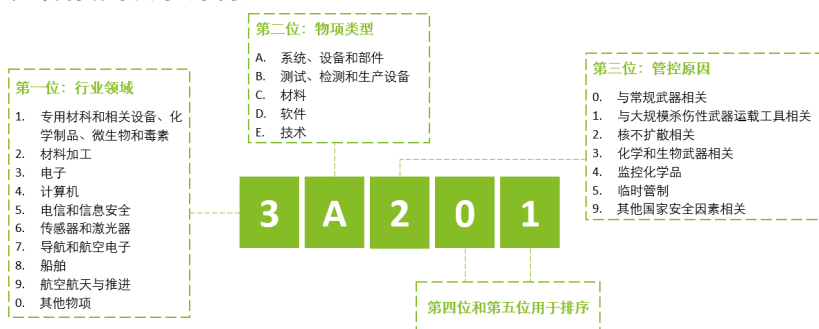 第二位：物项类型
A. 系统、设备和部件
B. 测试、检测和生产设备
C. 材料
D. 软件
E. 技术
第一位：行业领域
1. 专用材料和相关设备、化
学制品、微生物和毒素
2. 材料加工
3. 电子
4. 计算机
5. 电信和信息安全
6. 传感器和激光器
7. 导航和航空电子
8. 船舶
9. 航空航天与推进
0. 其他物项
第三位：管控原因
0. 与常规武器相关
1. 与大规模杀伤性武器运载工具相关
2. 核不扩散相关
3. 化学和生物武器相关
4. 监控化学品
5. 临时管制
9. 其他国家安全因素相关
3 A 2 0 1
第四位和第五位用于排序